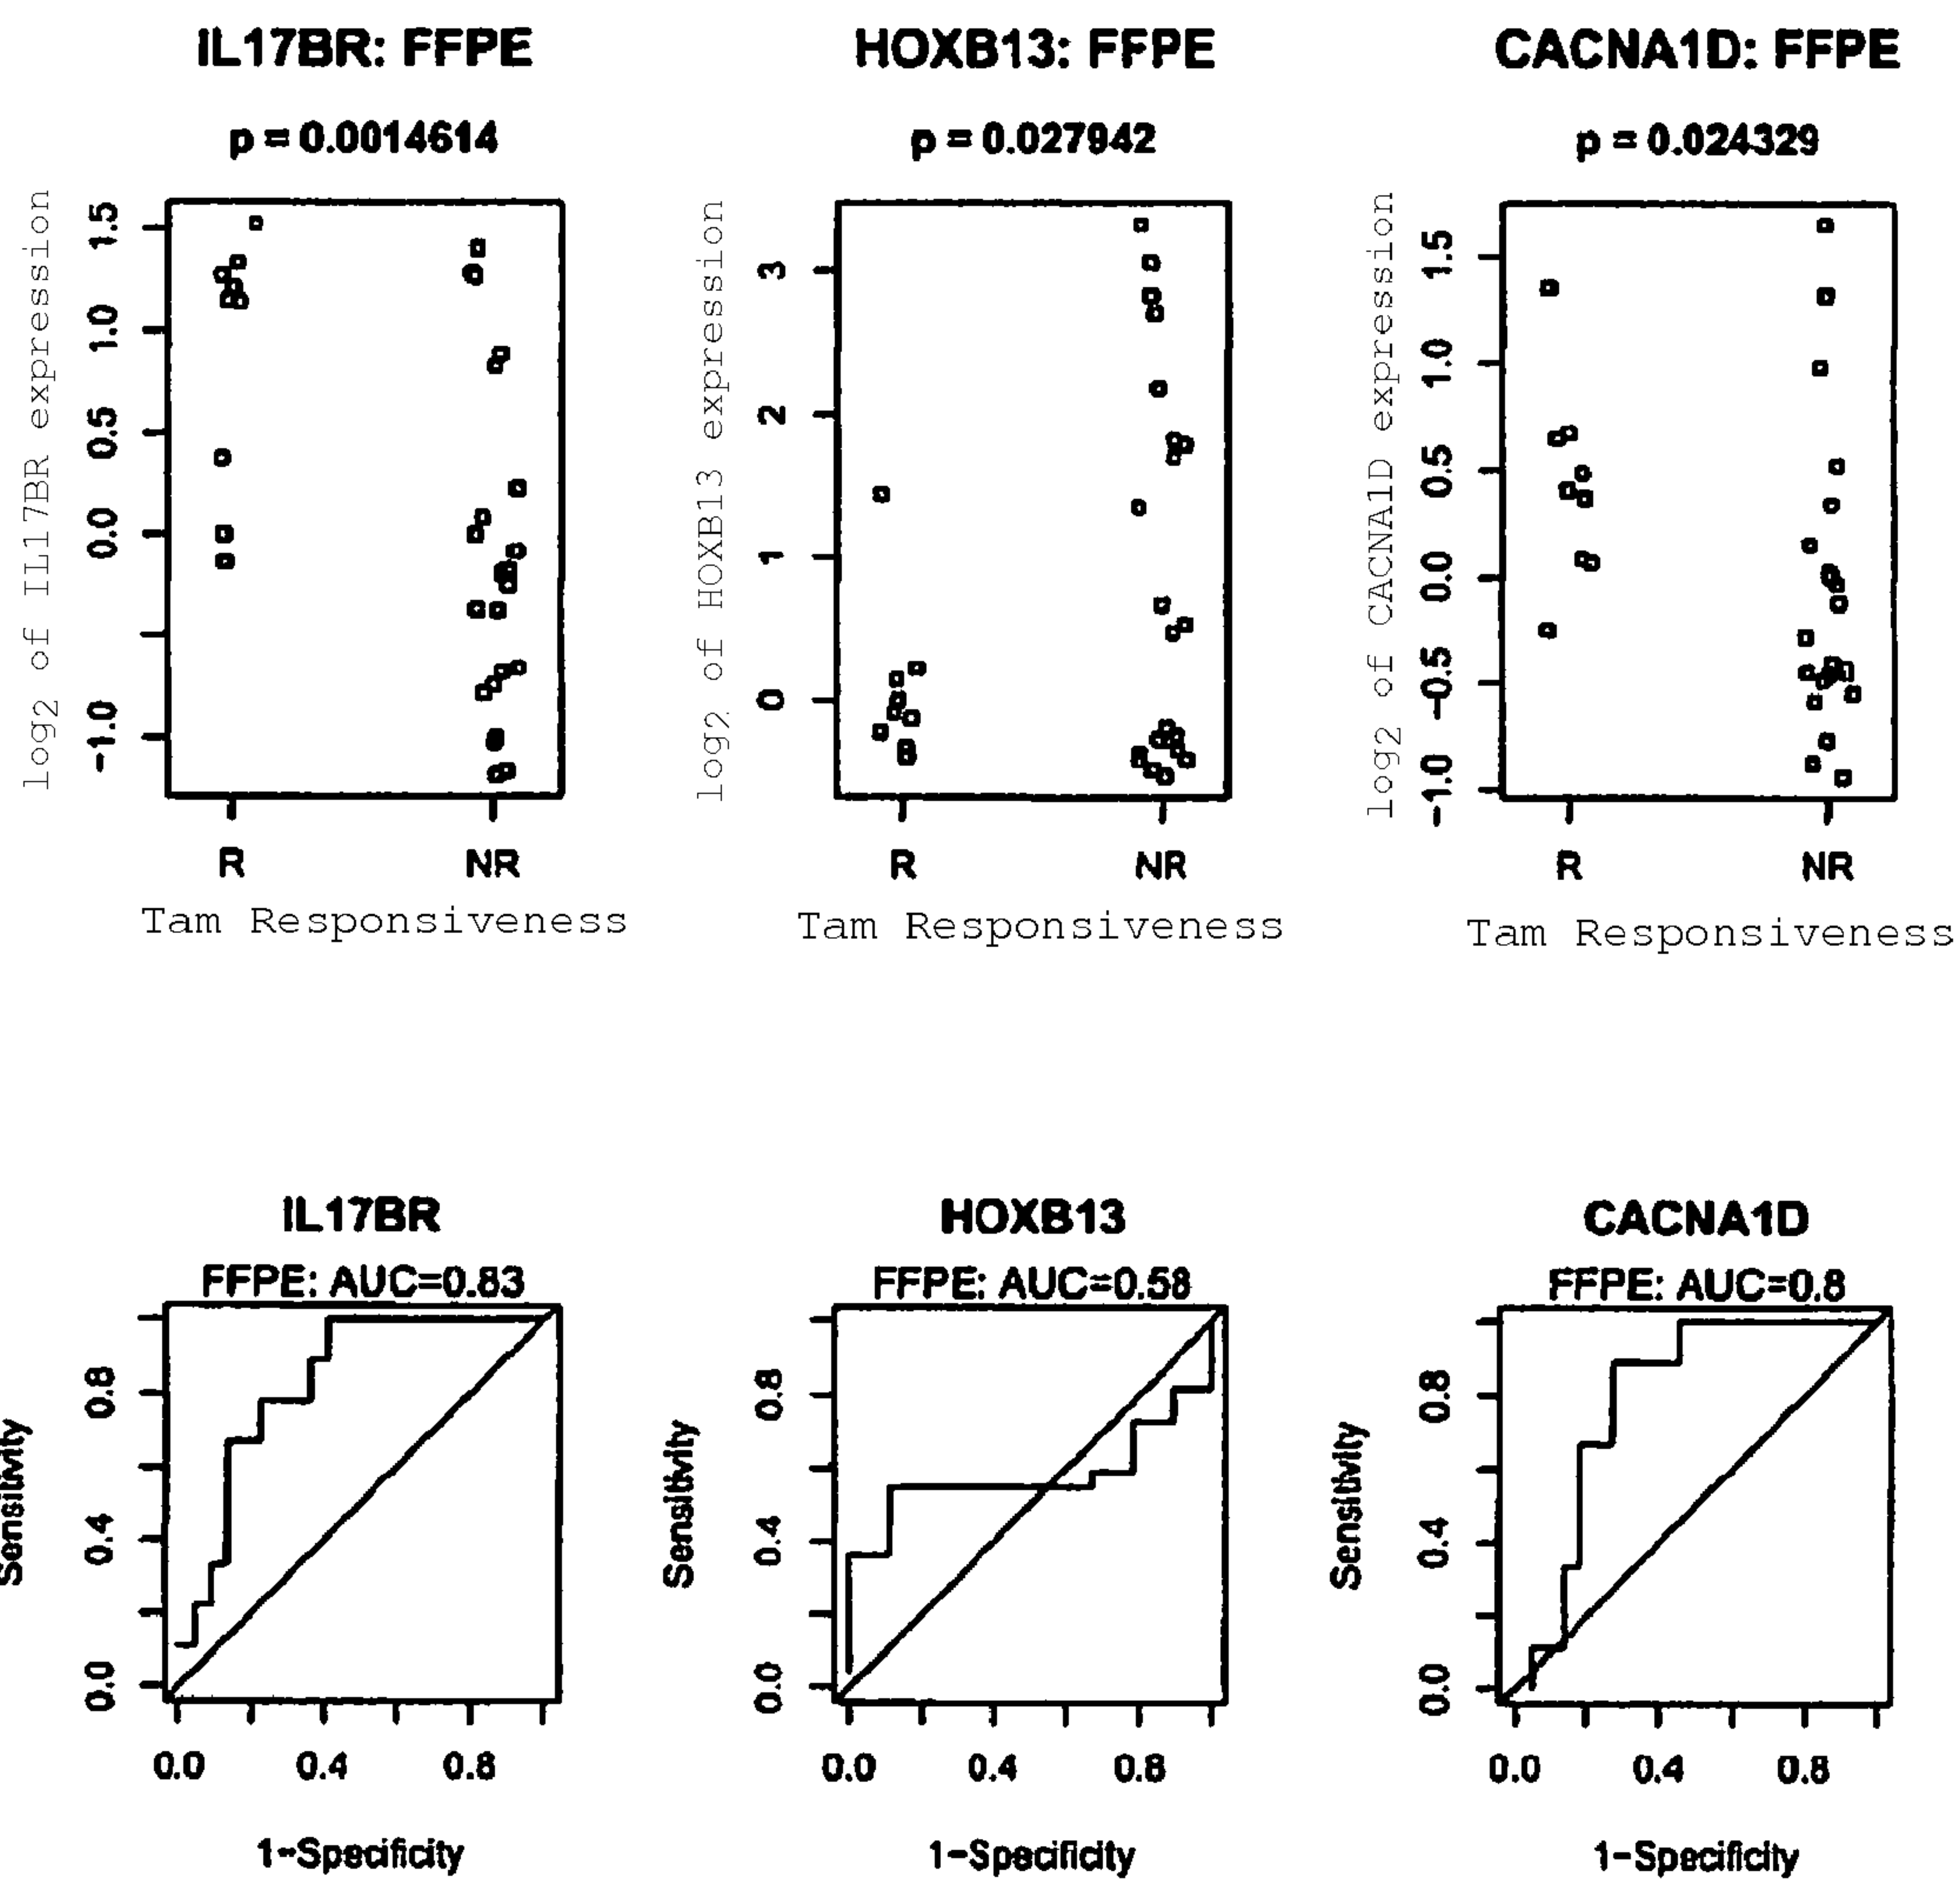 IL17BR: FFPE
p = 0.0014614
log2 of IL17BR expression
1.5
1.0
0.5
0.0
-1.0
R NR
Tam Responsiveness
HOXB13: FFPE
p = 0.027942
log2 of HOXB13 expression
3
2
1
0
R NR
Tam Responsiveness
CACNA1D: FFPE
p = 0.024329
log2 of CACNA1D expression
1.5
1.0
0.5
0.0
-0.5
-1.0
R NR
Tam Responsiveness
IL17BR
FFPE: AUC=0.83
Sensitivity
0.8
0.4
0.0
0.0 0.4 0.8
1-Specificity
HOXB13
FFPE: AUC=0.58
Sensitivity
0.8
0.4
0.0
0.0 0.4 0.8
1-Specificity
CACNA1D
FFPE: AUC=0.8
Sensitivity
0.8
0.4
0.0
0.0 0.4 0.8
1-Specificity